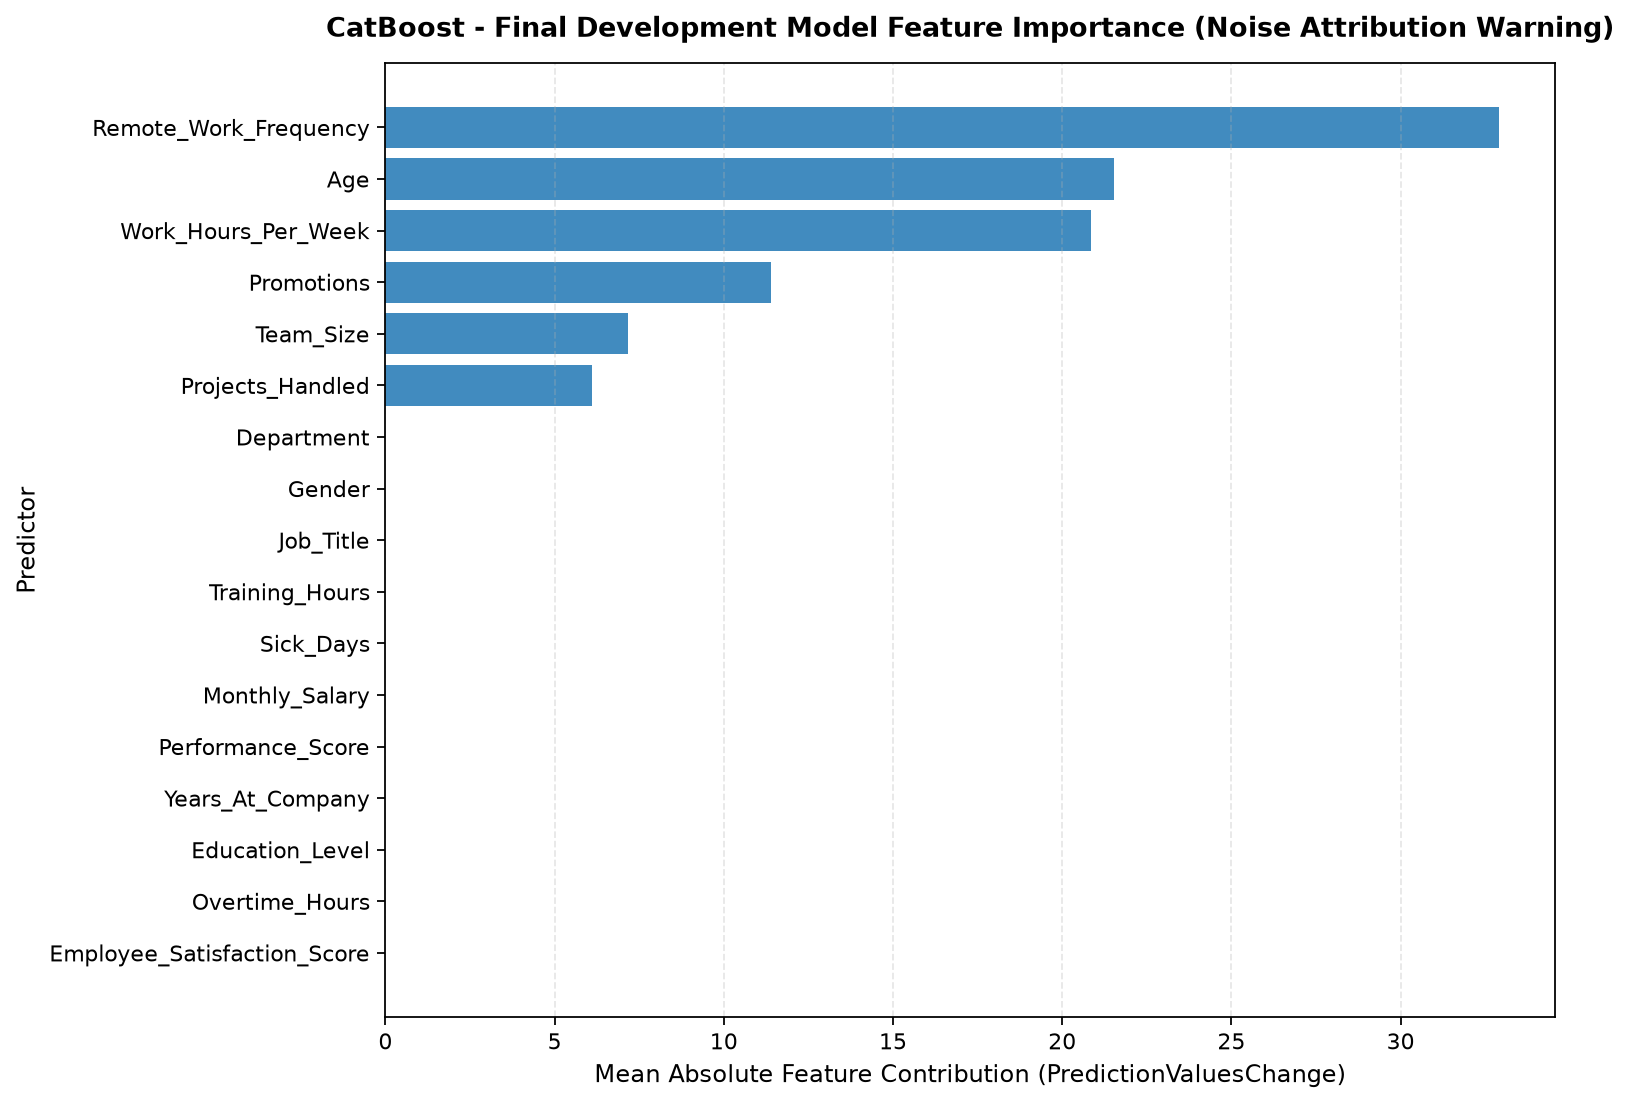 CatBoost - Final Development Model Feature Importance (Noise Attribution Warning)
Predictor
Remote_Work_Frequency
Age
Work_Hours_Per_Week
Promotions
Team_Size
Projects_Handled
Department
Gender
Job_Title
Training_Hours
Sick_Days
Monthly_Salary
Performance_Score
Years_At_Company
Education_Level
Overtime_Hours
Employee_Satisfaction_Score
0 5 10 15 20 25 30
Mean Absolute Feature Contribution (PredictionValuesChange)